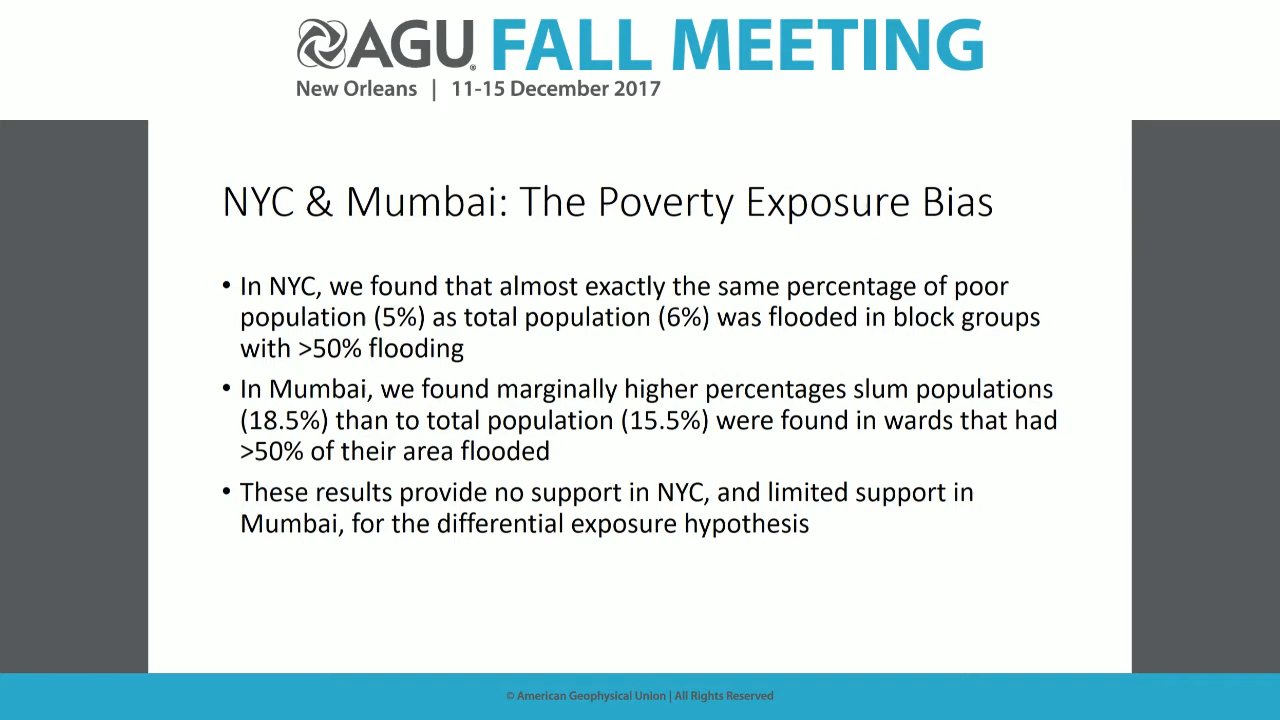 AGU FALL MEETING
New Orleans | 11-15 December 2017
NYC & Mumbai: The Poverty Exposure Bias
• In NYC, we found that almost exactly the same percentage of poor
population (5%) as total population (6%) was flooded in block groups
with >50% flooding
• In Mumbai, we found marginally higher percentages slum populations
(18.5%) than to total population (15.5%) were found in wards that had
>50% of their area flooded
• These results provide no support in NYC, and limited support in
Mumbai, for the differential exposure hypothesis
© American Geophysical Union | All Rights Reserved